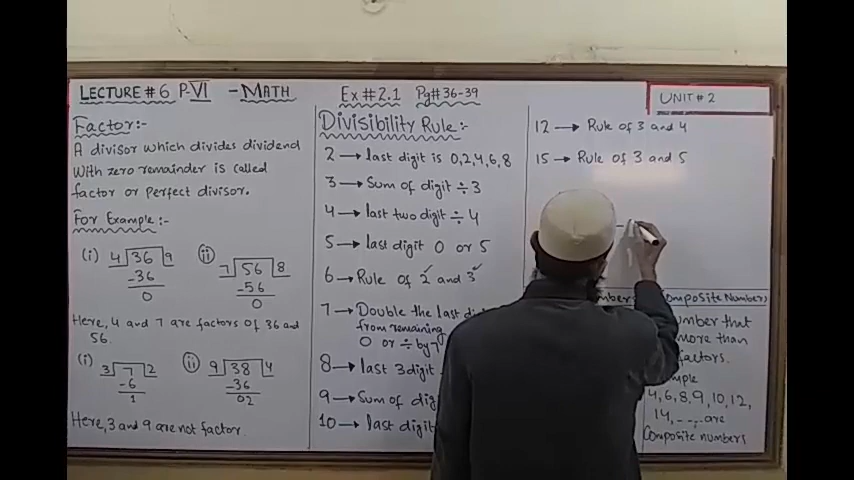 LECTURE # 6 P-VI - MATH
Ex # 2.1 Pg# 36-39
UNIT # 2
Factor:-
A divisor which divides dividend
with zero remainder is called
factor or perfect divisor.
For Example:-
(i) 4 36 9
-36
0
(ii) 7 56 8
-56
0
Here, 4 and 7 are factors of 36 and
56.
(i) 3 7 2
-6
1
(ii) 9 38 4
-36
02
Here, 3 and 9 are not factor.
Divisibility Rule:-
2 → last digit is 0,2,4,6,8
3 → Sum of digit ÷ 3
4 → last two digit ÷ 4
5 → last digit 0 or 5
6 → Rule of 2✓ and 3✓
7 → Double the last
from remaining
0 or ÷ by 7
8 → last 3 digit
9 → Sum of
10 → last digit
12 → Rule of 3 and 4
15 → Rule of 3 and 5
Composite Numbers
number that
more than
factors.
4,6,8,9,10,12,
14, --,- are
Composite numbers